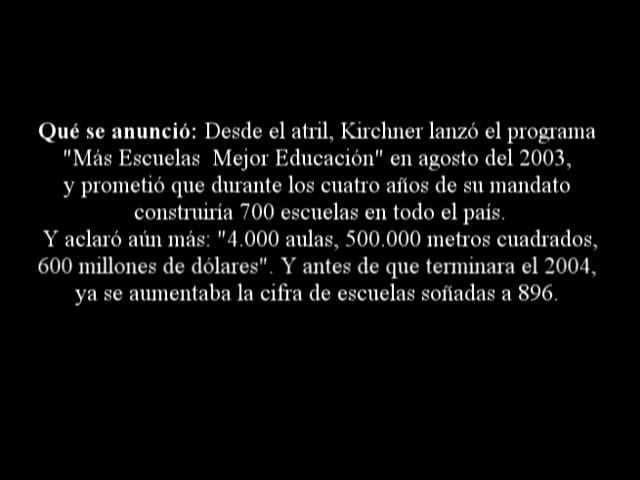 Qué se anunció: Desde el atril, Kirchner lanzó el programa
"Más Escuelas  Mejor Educación" en agosto del 2003,
y prometió que durante los cuatro años de su mandato
construiría 700 escuelas en todo el país.
Y aclaró aún más: "4.000 aulas, 500.000 metros cuadrados,
600 millones de dólares". Y antes de que terminara el 2004,
ya se aumentaba la cifra de escuelas soñadas a 896.